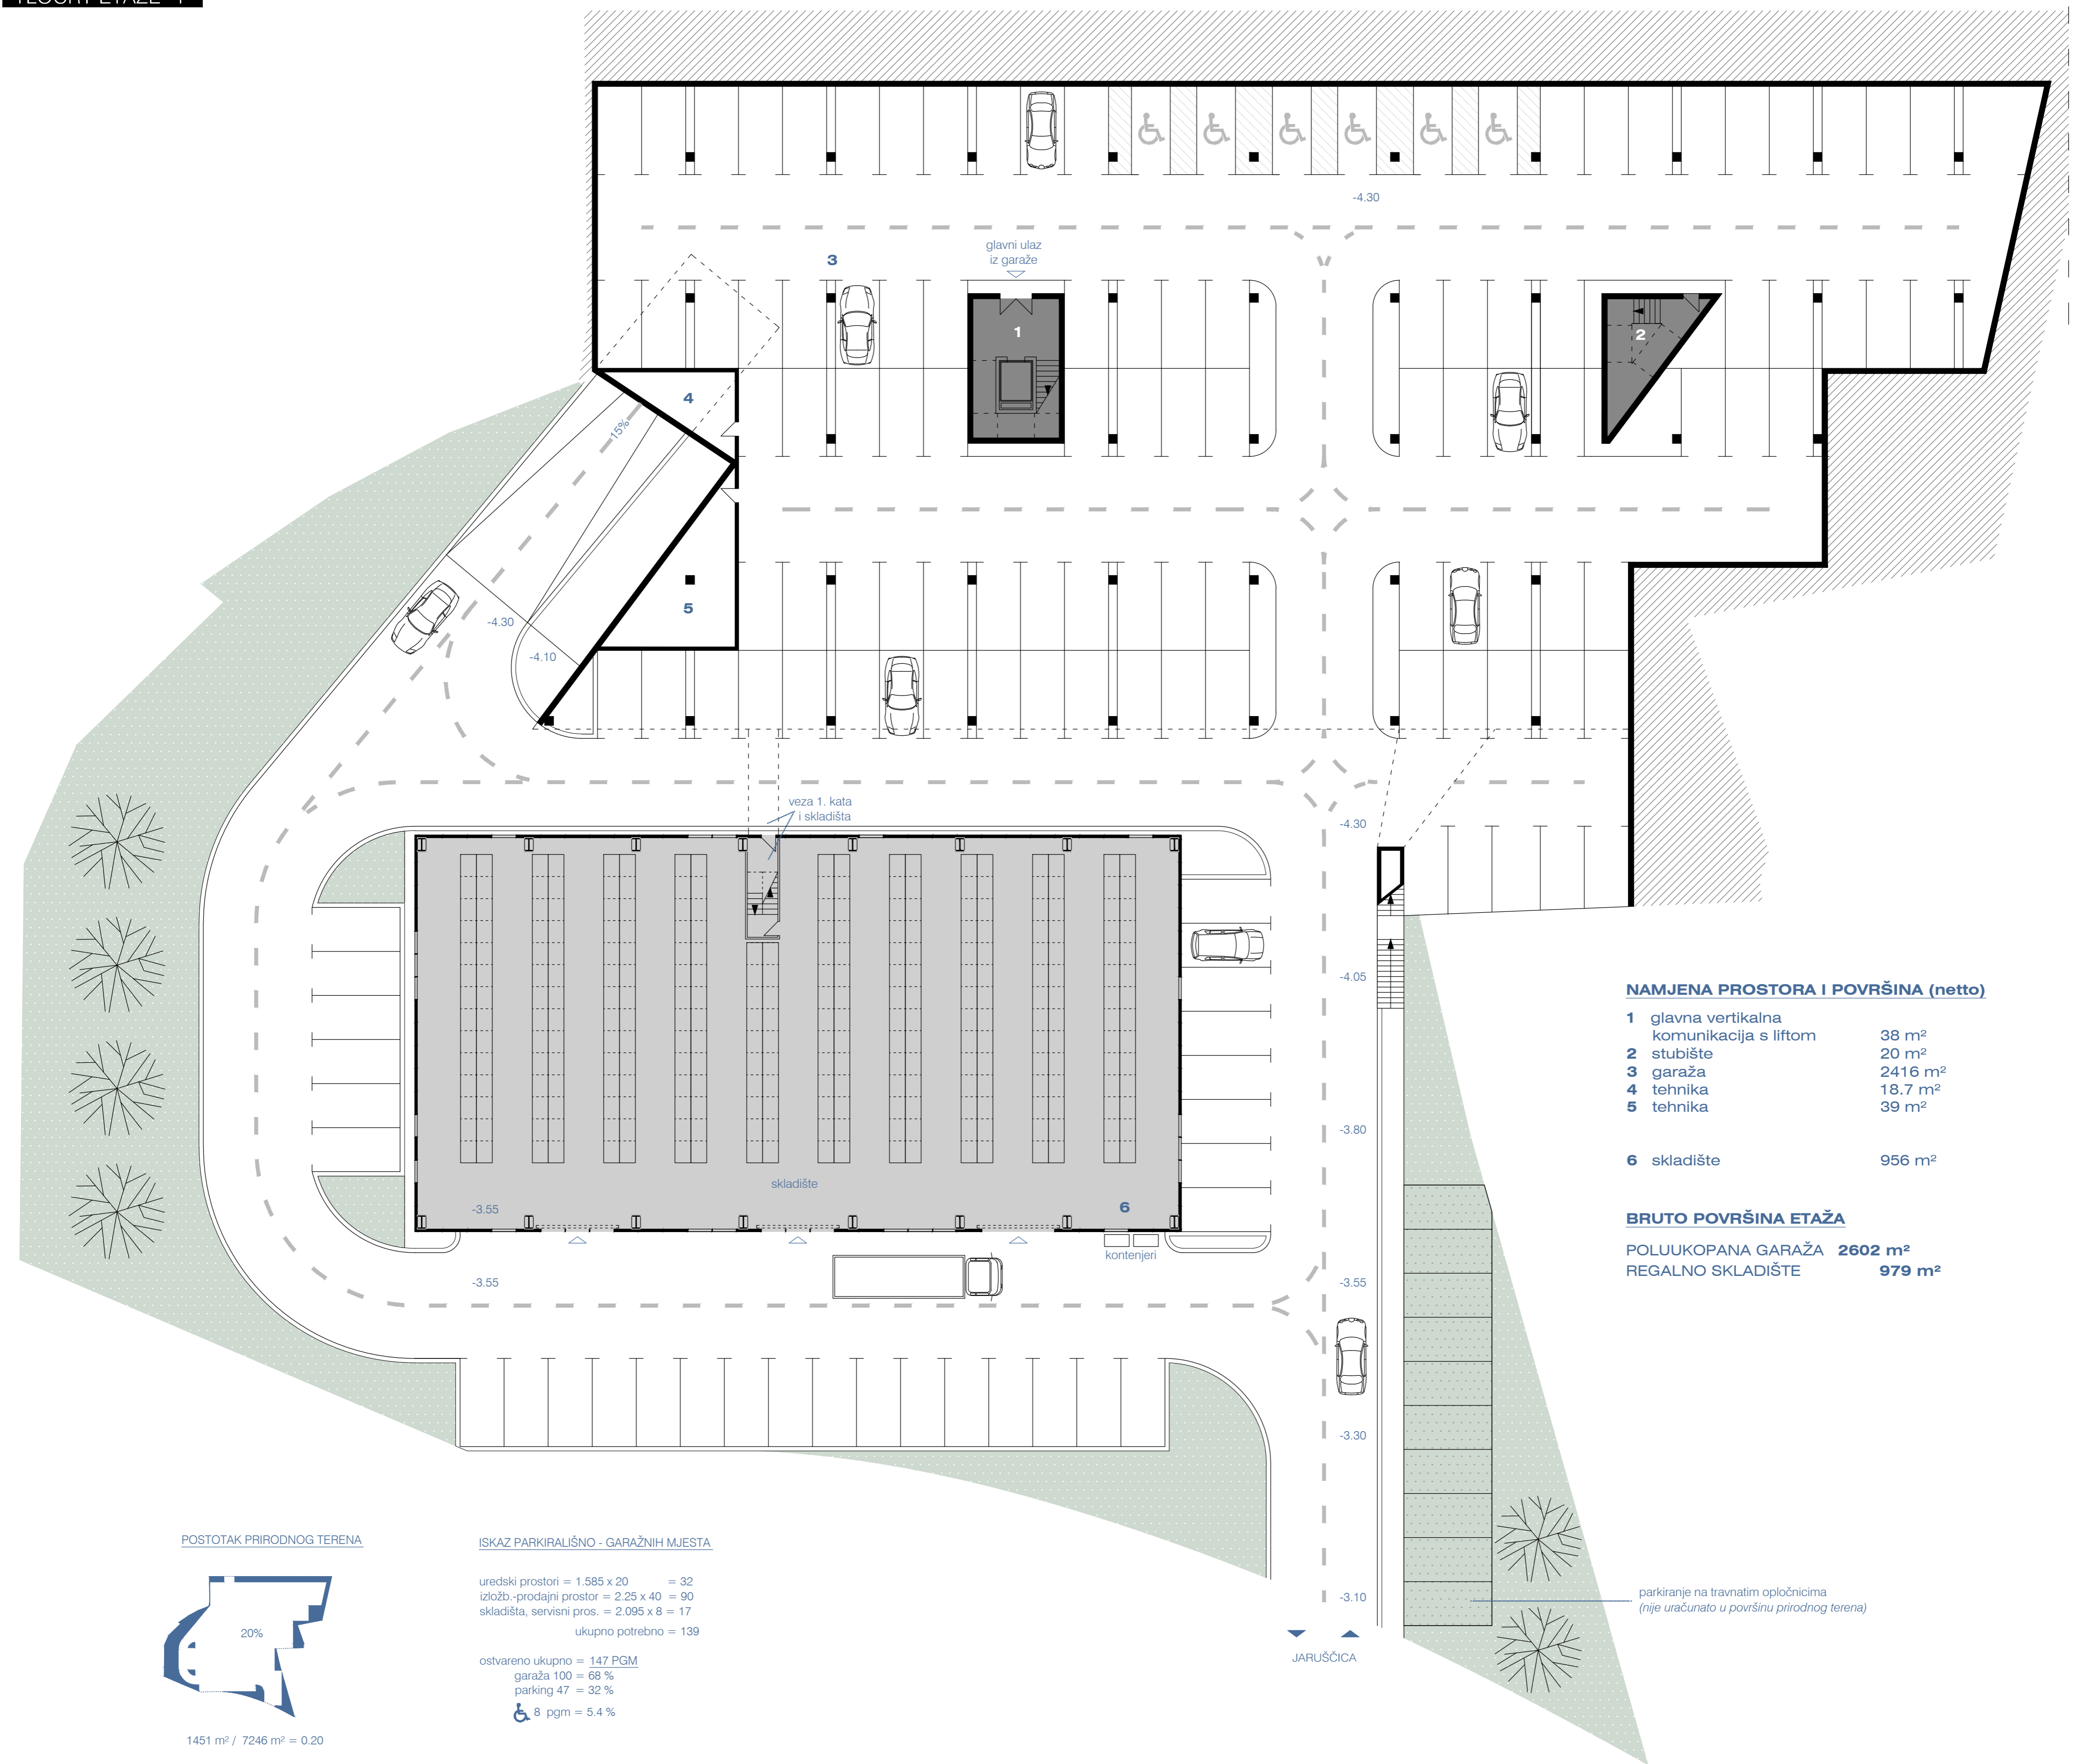 -4.30
glavni ulaz
iz garaže
3
1
2
4
15%
5
-4.30
-4.10
veza 1. kata
i skladišta
-4.30
-4.05
-3.80
skladište
-3.55
6
kontenjeri
-3.55
-3.55
-3.30
-3.10
JARUŠČICA
NAMJENA PROSTORA I POVRŠINA (netto)
1 glavna vertikalna
komunikacija s liftom 38 m²
2 stubište 20 m²
3 garaža 2416 m²
4 tehnika 18.7 m²
5 tehnika 39 m²
6 skladište 956 m²
BRUTO POVRŠINA ETAŽA
POLUUKOPANA GARAŽA 2602 m²
REGALNO SKLADIŠTE 979 m²
parkiranje na travnatim opločnicima
(nije uračunato u površinu prirodnog terena)
POSTOTAK PRIRODNOG TERENA
20%
1451 m² / 7246 m² = 0.20
ISKAZ PARKIRALIŠNO - GARAŽNIH MJESTA
uredski prostori = 1.585 x 20 = 32
izložb.-prodajni prostor = 2.25 x 40 = 90
skladišta, servisni pros. = 2.095 x 8 = 17
ukupno potrebno = 139
ostvareno ukupno = 147 PGM
garaža 100 = 68 %
parking 47 = 32 %
8 pgm = 5.4 %